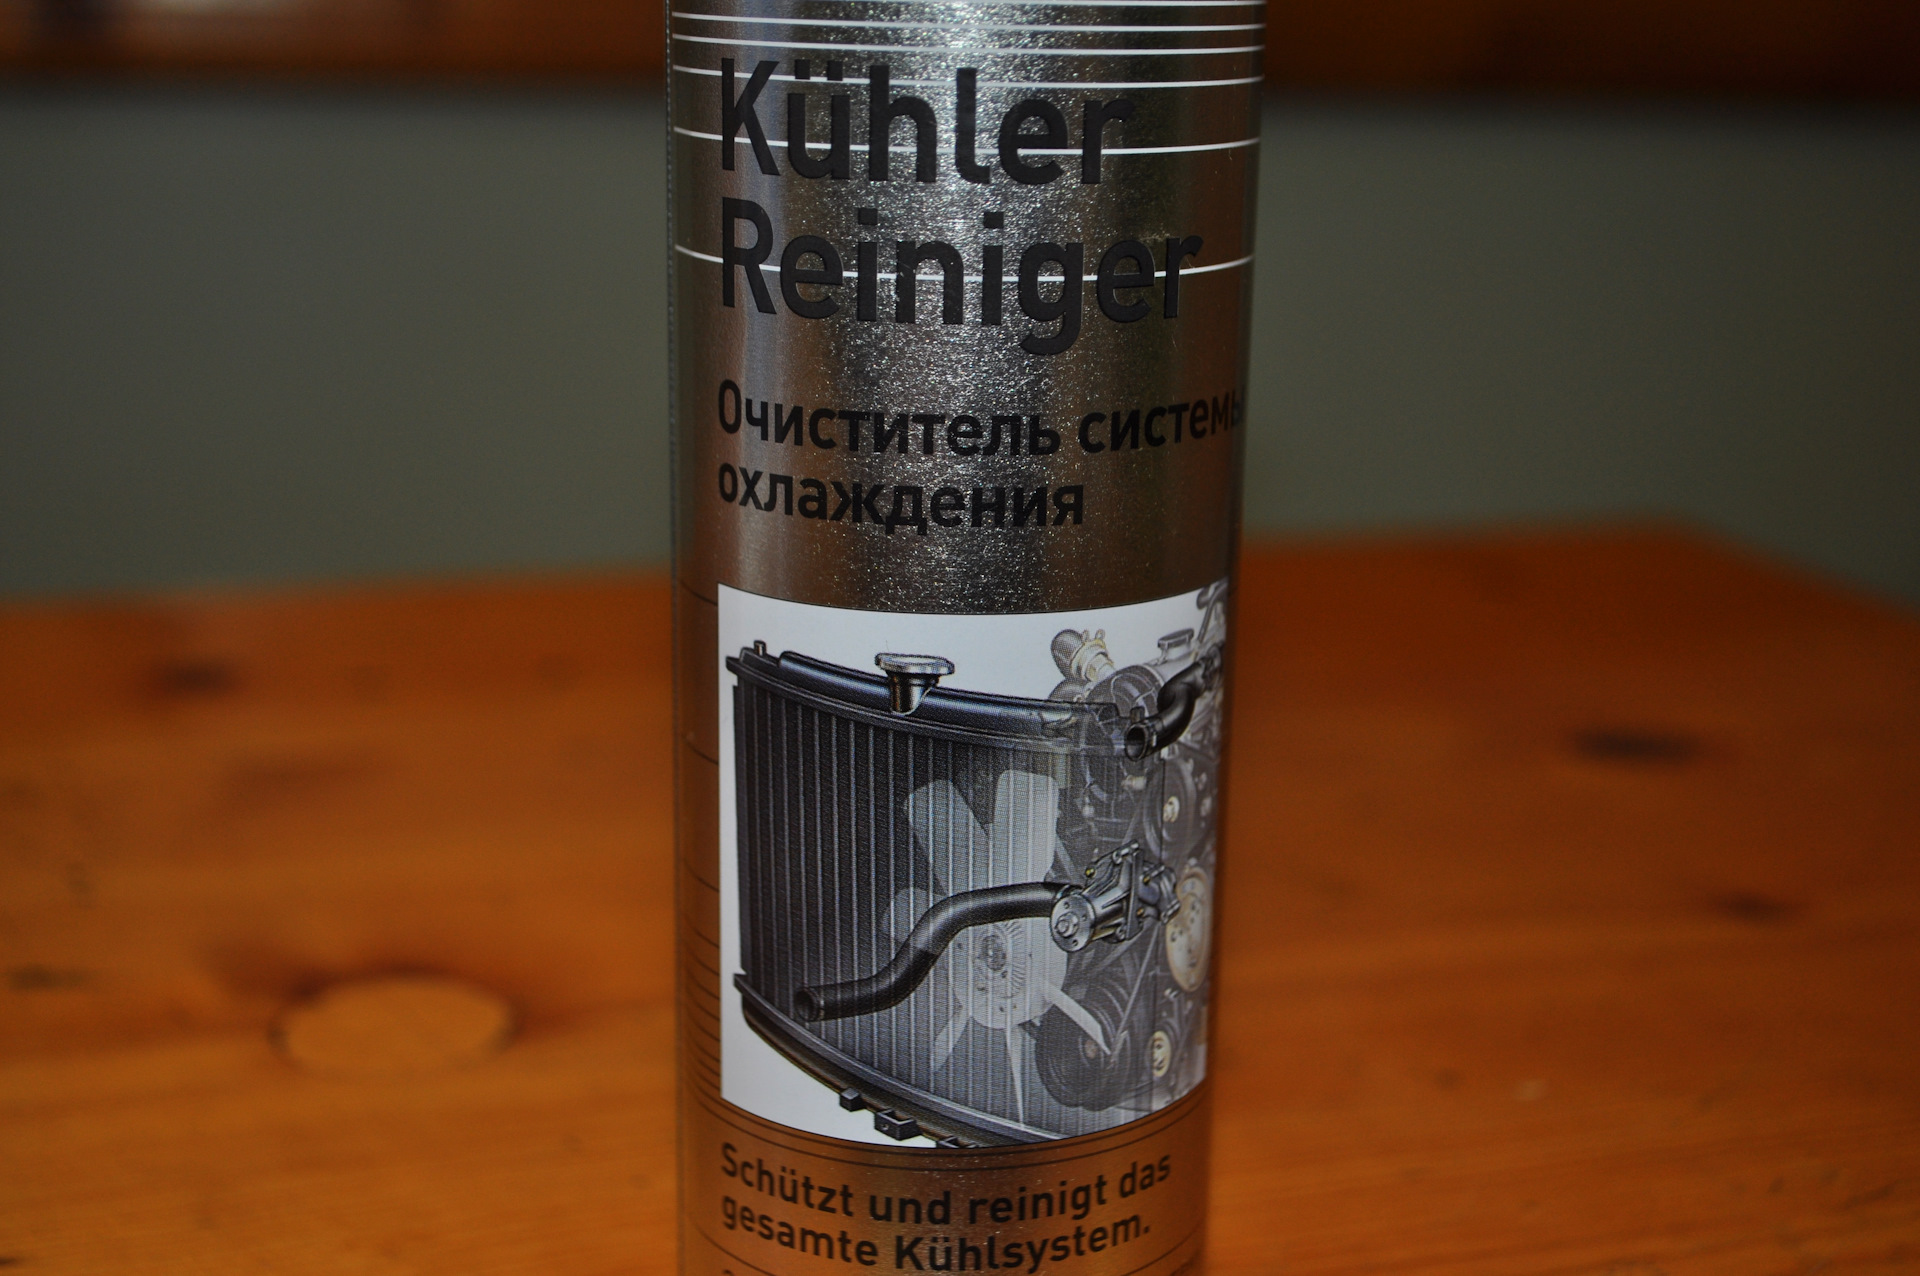 Kühler
Reiniger
Очиститель системы
охлаждения
Schützt und reinigt das
gesamte Kühlsystem.